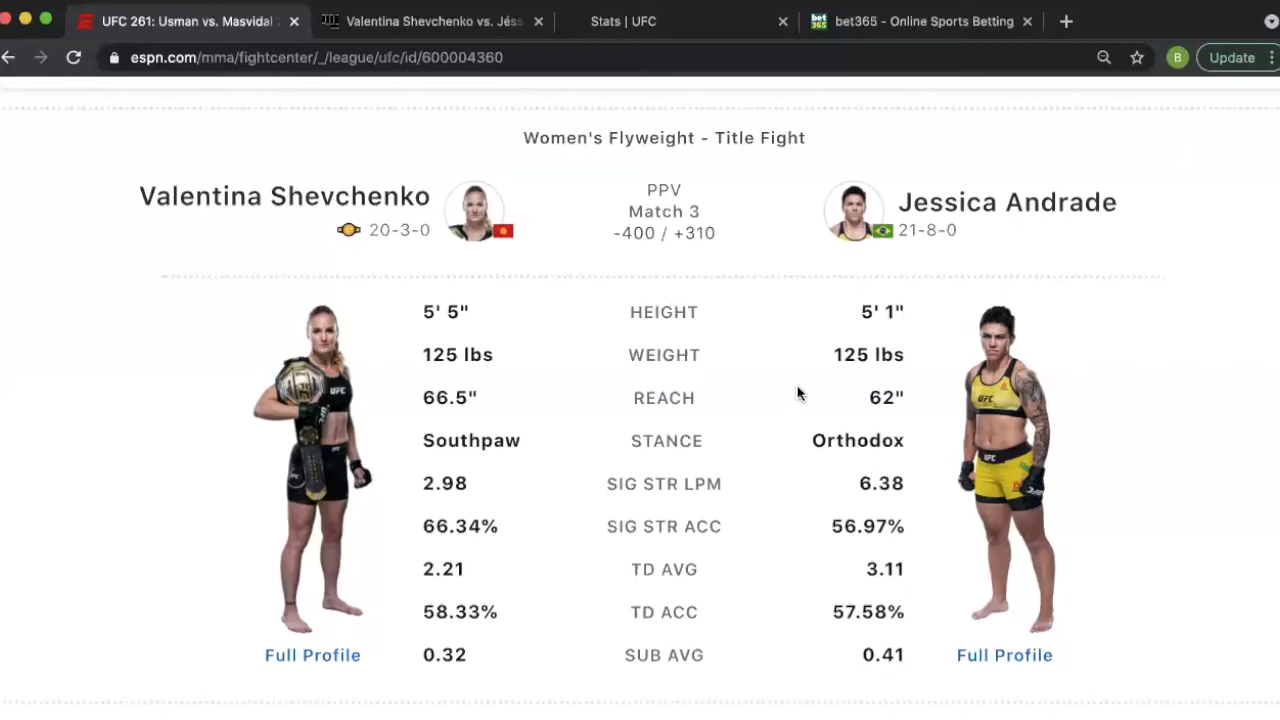 UFC 261: Usman vs. Masvidal
Valentina Shevchenko vs. Jés
Stats | UFC
bet365 - Online Sports Betting
espn.com/mma/fightcenter/_/league/ufc/id/600004360
B
Update
Women's Flyweight - Title Fight
Valentina Shevchenko
20-3-0
PPV
Match 3
-400 / +310
Jessica Andrade
21-8-0
5' 5" HEIGHT 5' 1"
125 lbs WEIGHT 125 lbs
66.5" REACH 62"
Southpaw STANCE Orthodox
2.98 SIG STR LPM 6.38
66.34% SIG STR ACC 56.97%
2.21 TD AVG 3.11
58.33% TD ACC 57.58%
0.32 SUB AVG 0.41
Full Profile Full Profile